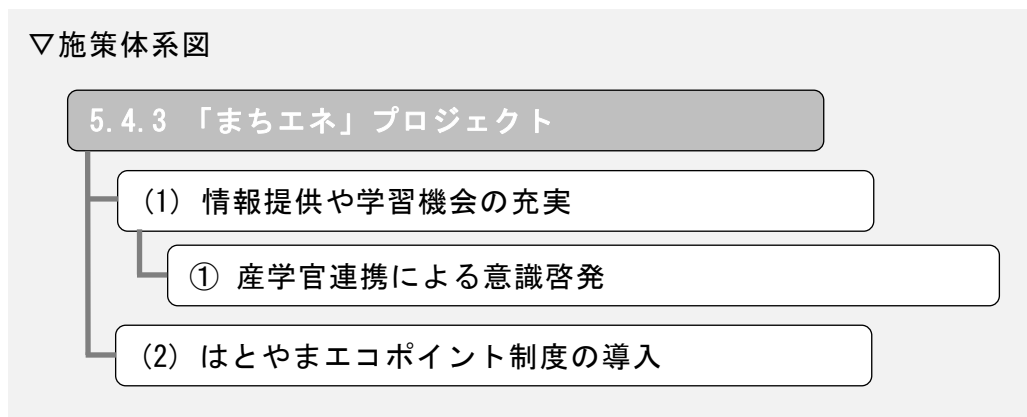 ▽施策体系図
5.4.3 「まちエネ」プロジェクト
(1) 情報提供や学習機会の充実
① 産学官連携による意識啓発
(2) はとやまエコポイント制度の導入